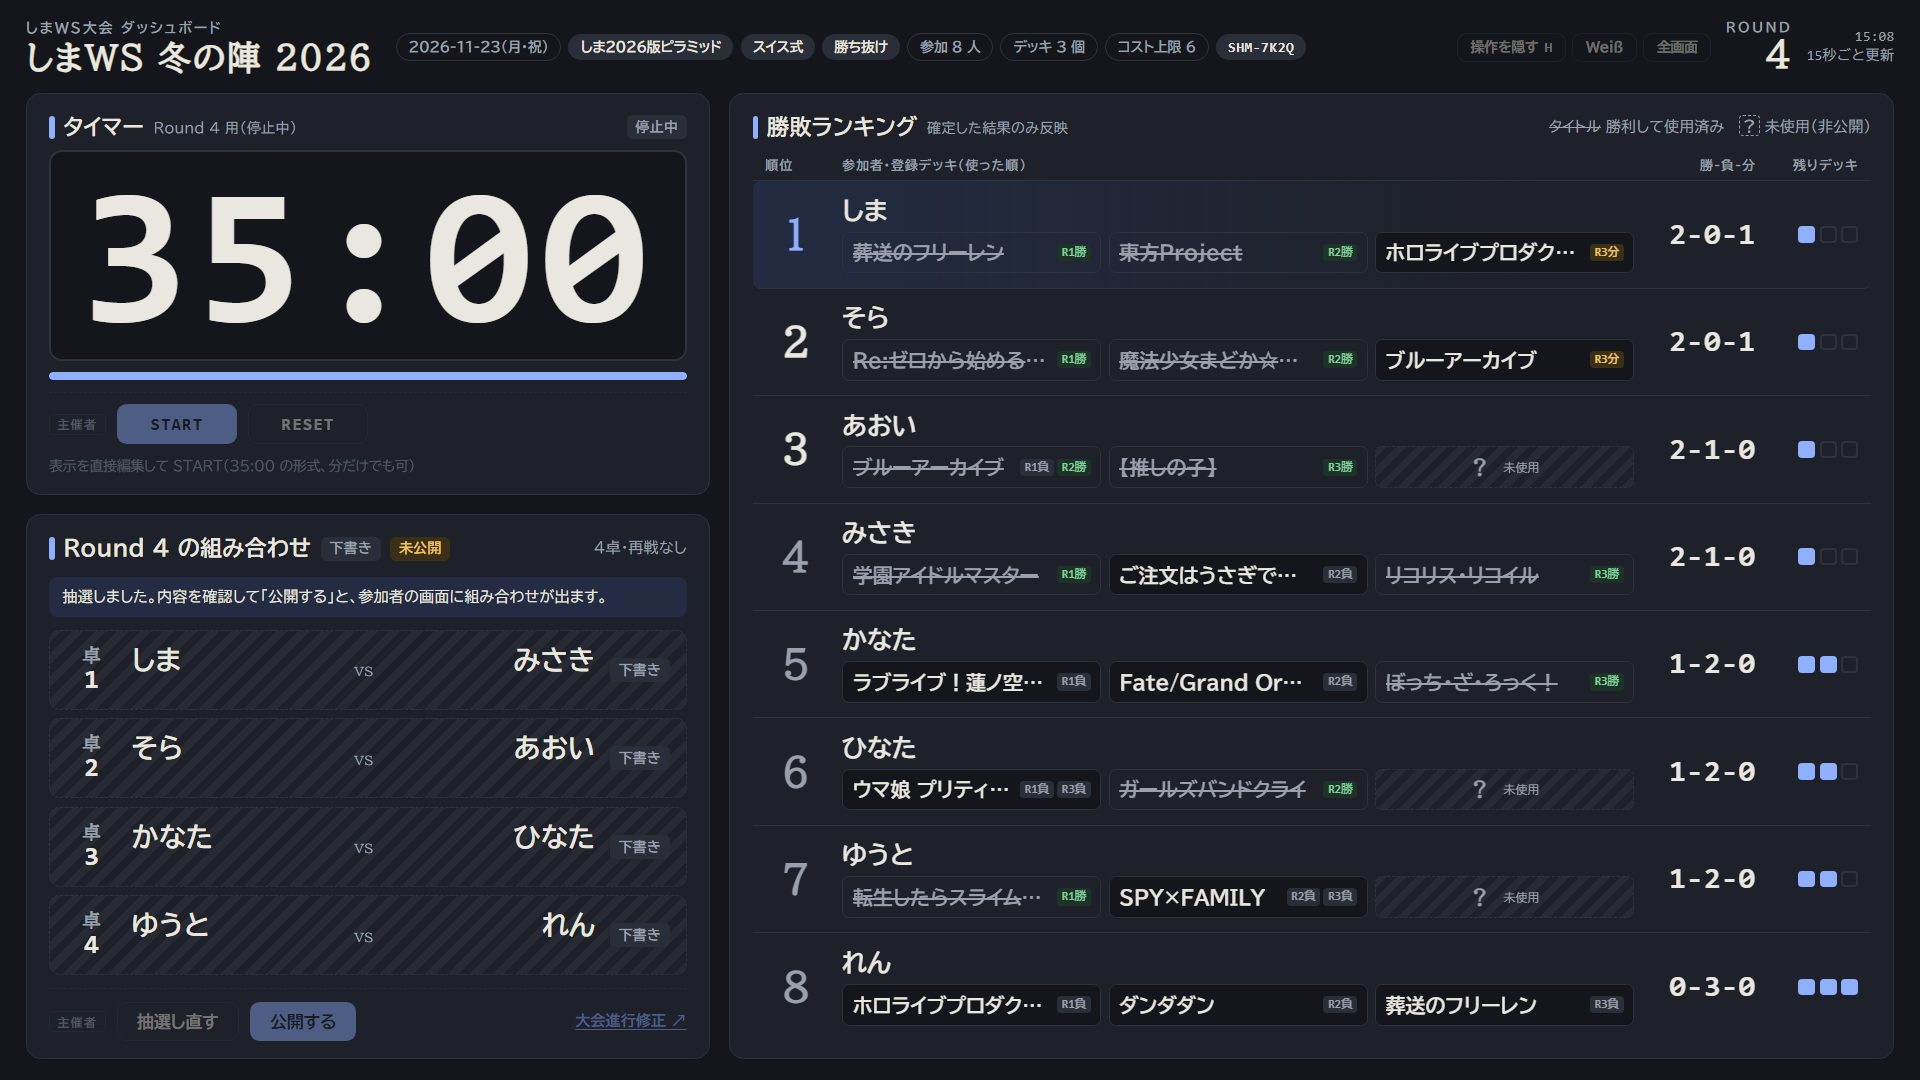 しまWS大会 ダッシュボード
しまWS 冬の陣 2026
2026-11-23(月・祝) しま2026版ピラミッド スイス式 勝ち抜け 参加 8 人 デッキ 3 個 コスト上限 6 SHM-7K2Q
操作を隠す H Weiß 全画面
ROUND
4
15:08
15秒ごと更新
タイマー Round 4 用(停止中) 停止中
35:00
主催者 START RESET
表示を直接編集して START(35:00 の形式、分だけでも可)
Round 4 の組み合わせ 下書き 未公開 4卓・再戦なし
抽選しました。内容を確認して「公開する」と、参加者の画面に組み合わせが出ます。
卓1 しま vs みさき 下書き
卓2 そら vs あおい 下書き
卓3 かなた vs ひなた 下書き
卓4 ゆうと vs れん 下書き
主催者 抽選し直す 公開する 大会進行修正 ↗
勝敗ランキング 確定した結果のみ反映 タイトル 勝利して使用済み ? 未使用(非公開)
順位 参加者・登録デッキ(使った順) 勝-負-分 残りデッキ
1 しま 2-0-1
葬送のフリーレン R1勝 東方Project R2勝 ホロライブプロダク… R3分
2 そら 2-0-1
Re:ゼロから始める… R1勝 魔法少女まどか☆… R2勝 ブルーアーカイブ R3分
3 あおい 2-1-0
ブルーアーカイブ R1負 R2勝 【推しの子】 R3勝 ? 未使用
4 みさき 2-1-0
学園アイドルマスター R1勝 ご注文はうさぎで… R2負 リコリス・リコイル R3勝
5 かなた 1-2-0
ラブライブ!蓮ノ空… R1負 Fate/Grand Or… R2負 ぼっち・ざ・ろっく! R3勝
6 ひなた 1-2-0
ウマ娘 プリティ… R1負 R3負 ガールズバンドクライ R2勝 ? 未使用
7 ゆうと 1-2-0
転生したらスライム… R1勝 SPY×FAMILY R2負 R3負 ? 未使用
8 れん 0-3-0
ホロライブプロダク… R1負 ダンダダン R2負 葬送のフリーレン R3負